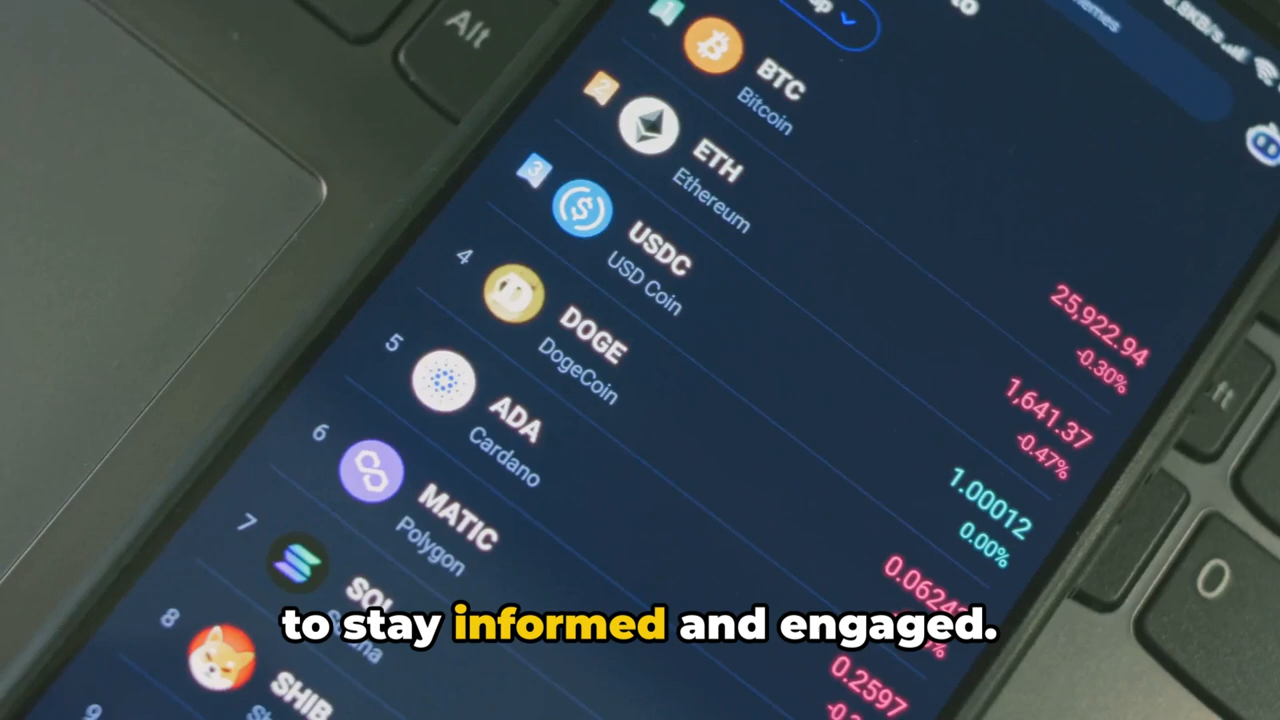 Alt
1
BTC
Bitcoin
25,922.94
-0.30%
2
ETH
Ethereum
1,641.37
-0.47%
3
USDC
USD Coin
1.00012
0.00%
4
DOGE
DogeCoin
5
ADA
Cardano
0.2597
6
MATIC
Polygon
7
8
SHIB
9
O
to stay informed and engaged.